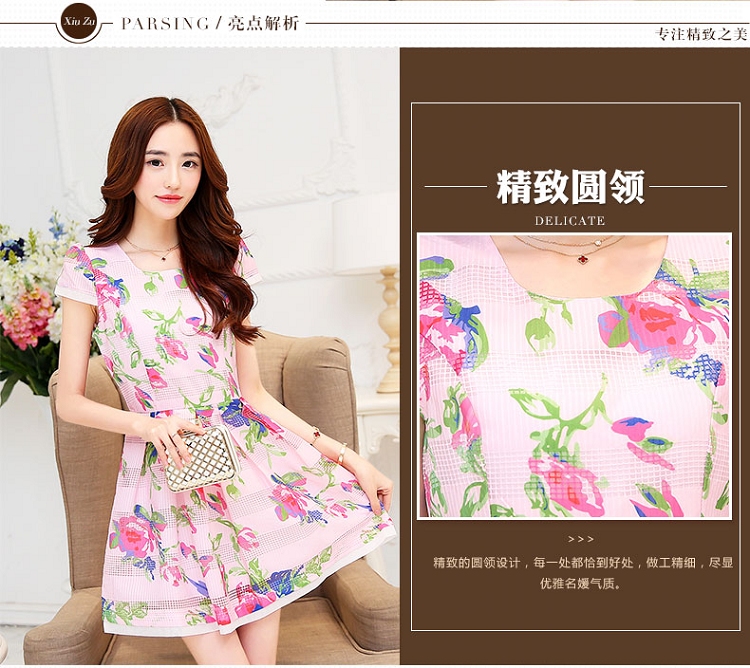 Xiu Zu
PARSING / 亮点解析
专注精致之美
精致圆领
DELICATE
>>>
精致的圆领设计，每一处都恰到好处，做工精细，尽显
优雅名媛气质。